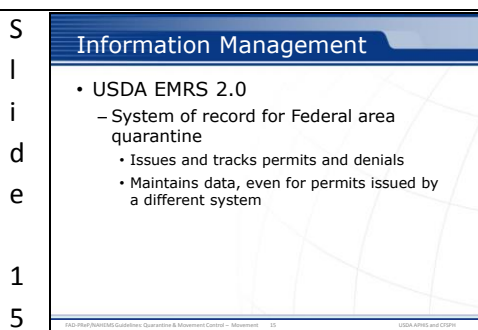 S
l
i
d
e
1
5
Information Management
• USDA EMRS 2.0
– System of record for Federal area
quarantine
• Issues and tracks permits and denials
• Maintains data, even for permits issued by
a different system
FAD-PReP/NAHEMS Guidelines: Quarantine & Movement Control – Movement 15 USDA APHIS and CFSPH